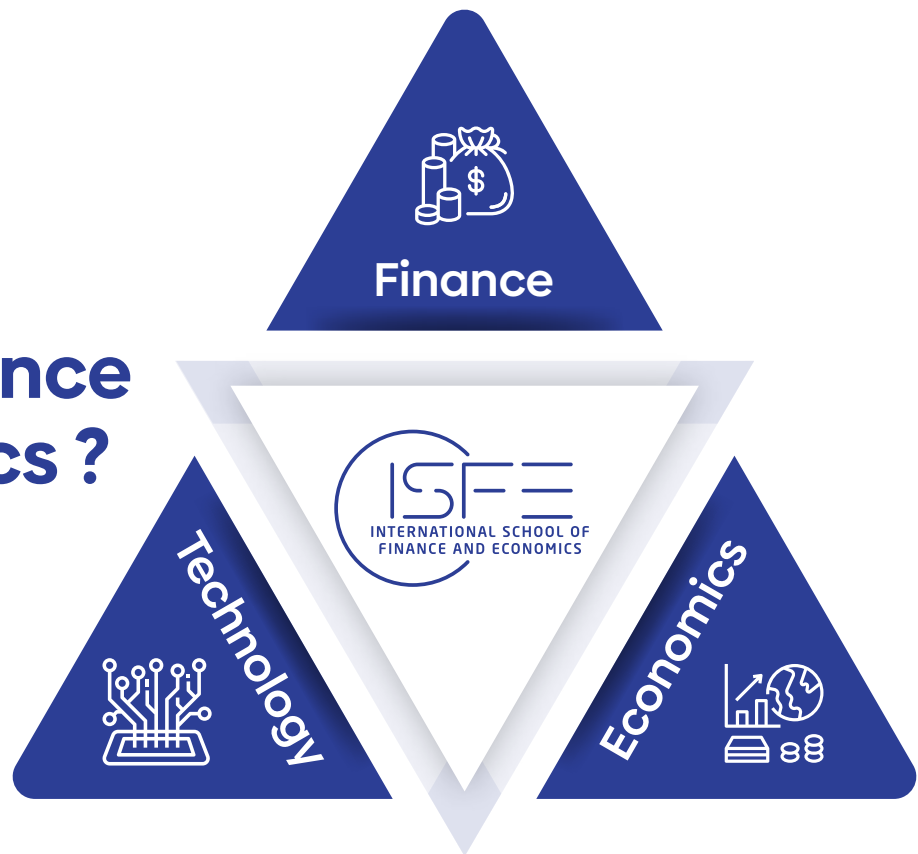 Finance
nce
cs ?
ISFE
INTERNATIONAL SCHOOL OF
FINANCE AND ECONOMICS
Technology
Economics
$